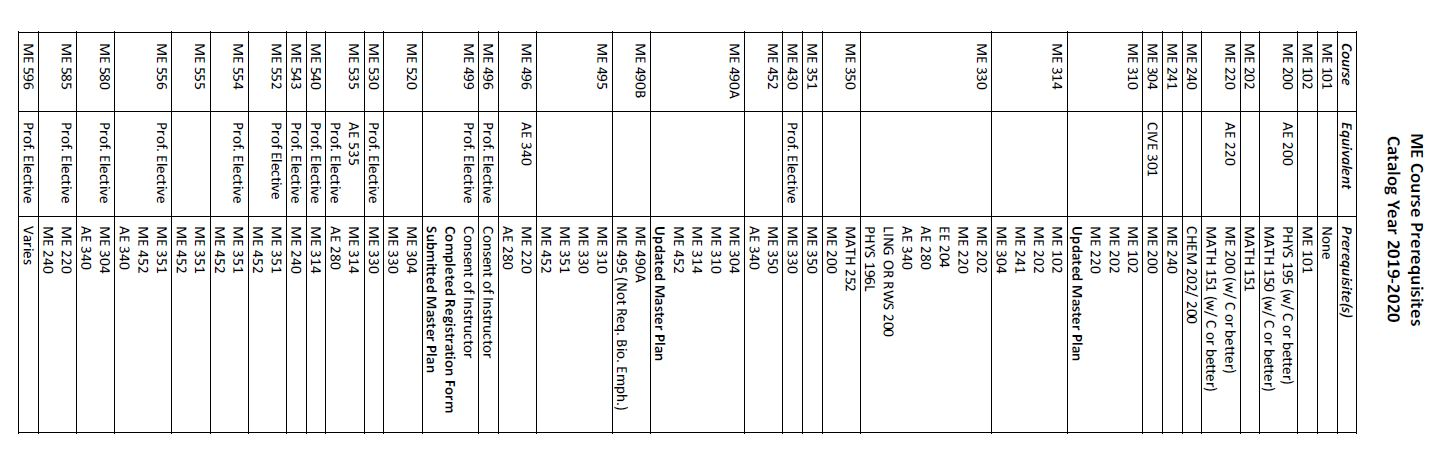 ME Course Prerequisites
Catalog Year 2019-2020
Course Equivalent Prerequisite(s)
ME 101 None
ME 102 ME 101
ME 200 AE 200 PHYS 195 (w/ C or better)
MATH 150 (w/ C or better)
ME 202 MATH 151
ME 220 AE 220 ME 200 (w/ C or better)
MATH 151 (w/ C or better)
ME 240 CHEM 202/ 200
ME 241 ME 240
ME 304 CIVE 301 ME 200
ME 310 ME 102
ME 202
ME 220
Updated Master Plan
ME 314 ME 102
ME 202
ME 241
ME 304
ME 330 ME 220
EE 204
AE 280
AE 340
LING OR RWS 200
PHYS 196L
ME 350 MATH 252
ME 200
ME 351 ME 350
ME 430 Prof. Elective ME 330
ME 452 ME 350
AE 340
ME 490A ME 304
ME 310
ME 314
ME 452
Updated Master Plan
ME 490B ME 490A
ME 495 (Not Req. Bio. Emph.)
ME 495 ME 310
ME 330
ME 351
ME 452
ME 496 AE 340 ME 220
AE 280
ME 496 Prof. Elective Consent of Instructor
ME 499 Prof. Elective Consent of Instructor
Completed Registration Form
Submitted Master Plan
ME 520 ME 304
ME 330
ME 530 Prof. Elective ME 330
ME 535 AE 535 ME 314
Prof. Elective AE 280
ME 540 Prof. Elective ME 314
ME 543 Prof. Elective ME 240
ME 552 Prof. Elective ME 351
ME 452
ME 554 Prof. Elective ME 351
ME 452
ME 555 ME 351
ME 452
ME 556 Prof. Elective ME 351
ME 452
AE 340
ME 580 Prof. Elective ME 304
AE 340
ME 585 Prof. Elective ME 220
ME 240
ME 596 Prof. Elective Varies